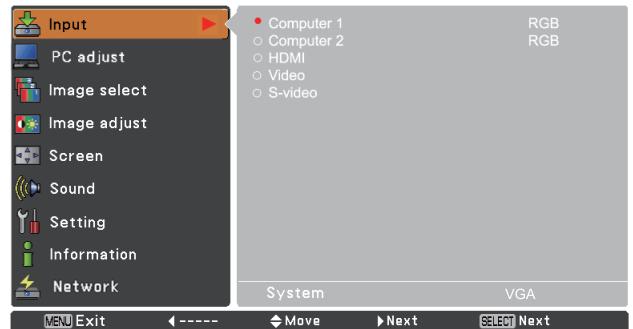 Input
PC adjust
Image select
Image adjust
Screen
Sound
Setting
Information
Network
Computer 1 RGB
Computer 2 RGB
HDMI
Video
S-video
System VGA
MENU Exit ----- Move Next SELECT Next